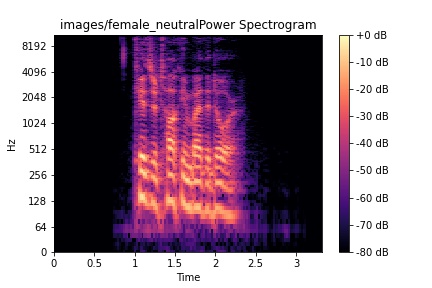 images/female_neutralPower Spectrogram
+0 dB
8192
-10 dB
4096
-20 dB
2048
-30 dB
1024
Hz
512
-40 dB
256
-50 dB
128
-60 dB
64
-70 dB
0
-80 dB
0 0.5 1 1.5 2 2.5 3
Time